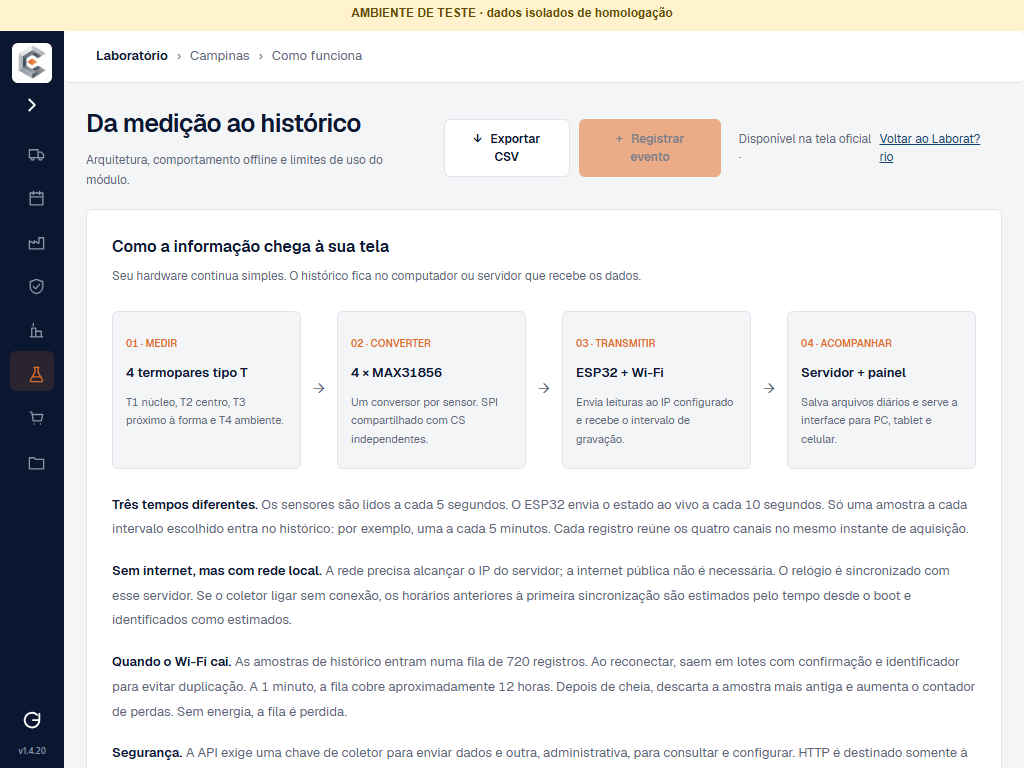 AMBIENTE DE TESTE · dados isolados de homologação
Laboratório › Campinas › Como funciona
Da medição ao histórico
Arquitetura, comportamento offline e limites de uso do
módulo.
↓ Exportar
CSV
+ Registrar
evento
Disponível na tela oficial
.
Voltar ao Laborat?
rio
Como a informação chega à sua tela
Seu hardware continua simples. O histórico fica no computador ou servidor que recebe os dados.
01 · MEDIR
4 termopares tipo T
T1 núcleo, T2 centro, T3
próximo à forma e T4 ambiente.
→
02 · CONVERTER
4 × MAX31856
Um conversor por sensor. SPI
compartilhado com CS
independentes.
→
03 · TRANSMITIR
ESP32 + Wi-Fi
Envia leituras ao IP configurado
e recebe o intervalo de
gravação.
→
04 · ACOMPANHAR
Servidor + painel
Salva arquivos diários e serve a
interface para PC, tablet e
celular.
Três tempos diferentes. Os sensores são lidos a cada 5 segundos. O ESP32 envia o estado ao vivo a cada 10 segundos. Só uma amostra a cada
intervalo escolhido entra no histórico: por exemplo, uma a cada 5 minutos. Cada registro reúne os quatro canais no mesmo instante de aquisição.
Sem internet, mas com rede local. A rede precisa alcançar o IP do servidor; a internet pública não é necessária. O relógio é sincronizado com
esse servidor. Se o coletor ligar sem conexão, os horários anteriores à primeira sincronização são estimados pelo tempo desde o boot e
identificados como estimados.
Quando o Wi-Fi cai. As amostras de histórico entram numa fila de 720 registros. Ao reconectar, saem em lotes com confirmação e identificador
para evitar duplicação. A 1 minuto, a fila cobre aproximadamente 12 horas. Depois de cheia, descarta a amostra mais antiga e aumenta o contador
de perdas. Sem energia, a fila é perdida.
Segurança. A API exige uma chave de coletor para enviar dados e outra, administrativa, para consultar e configurar. HTTP é destinado somente à
v1.4.20